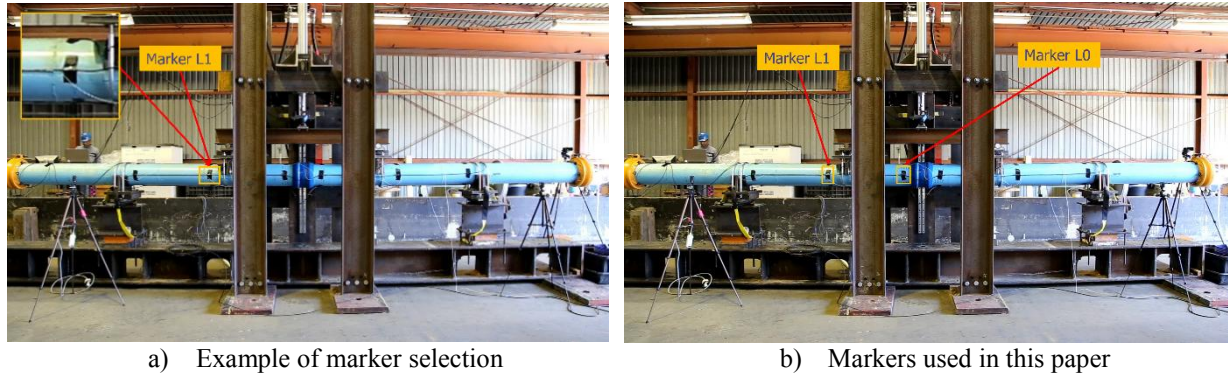 Marker L1
Marker L1
Marker L0
a) Example of marker selection
b) Markers used in this paper